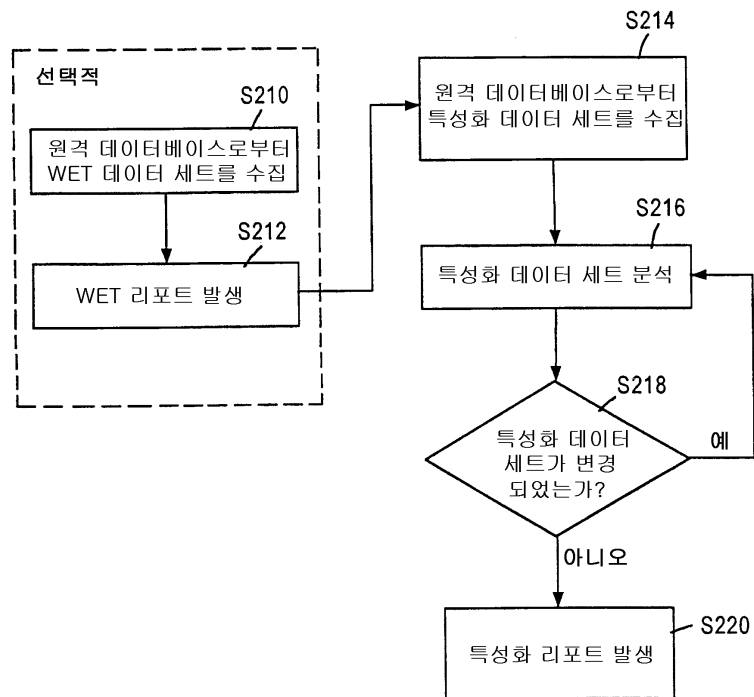 선택적
S210
원격 데이터베이스로부터
WET 데이터 세트를 수집
S212
WET 리포트 발생
S214
원격 데이터베이스로부터
특성화 데이터 세트를 수집
S216
특성화 데이터 세트 분석
S218
특성화 데이터
세트가 변경
되었는가?
예
아니오
S220
특성화 리포트 발생